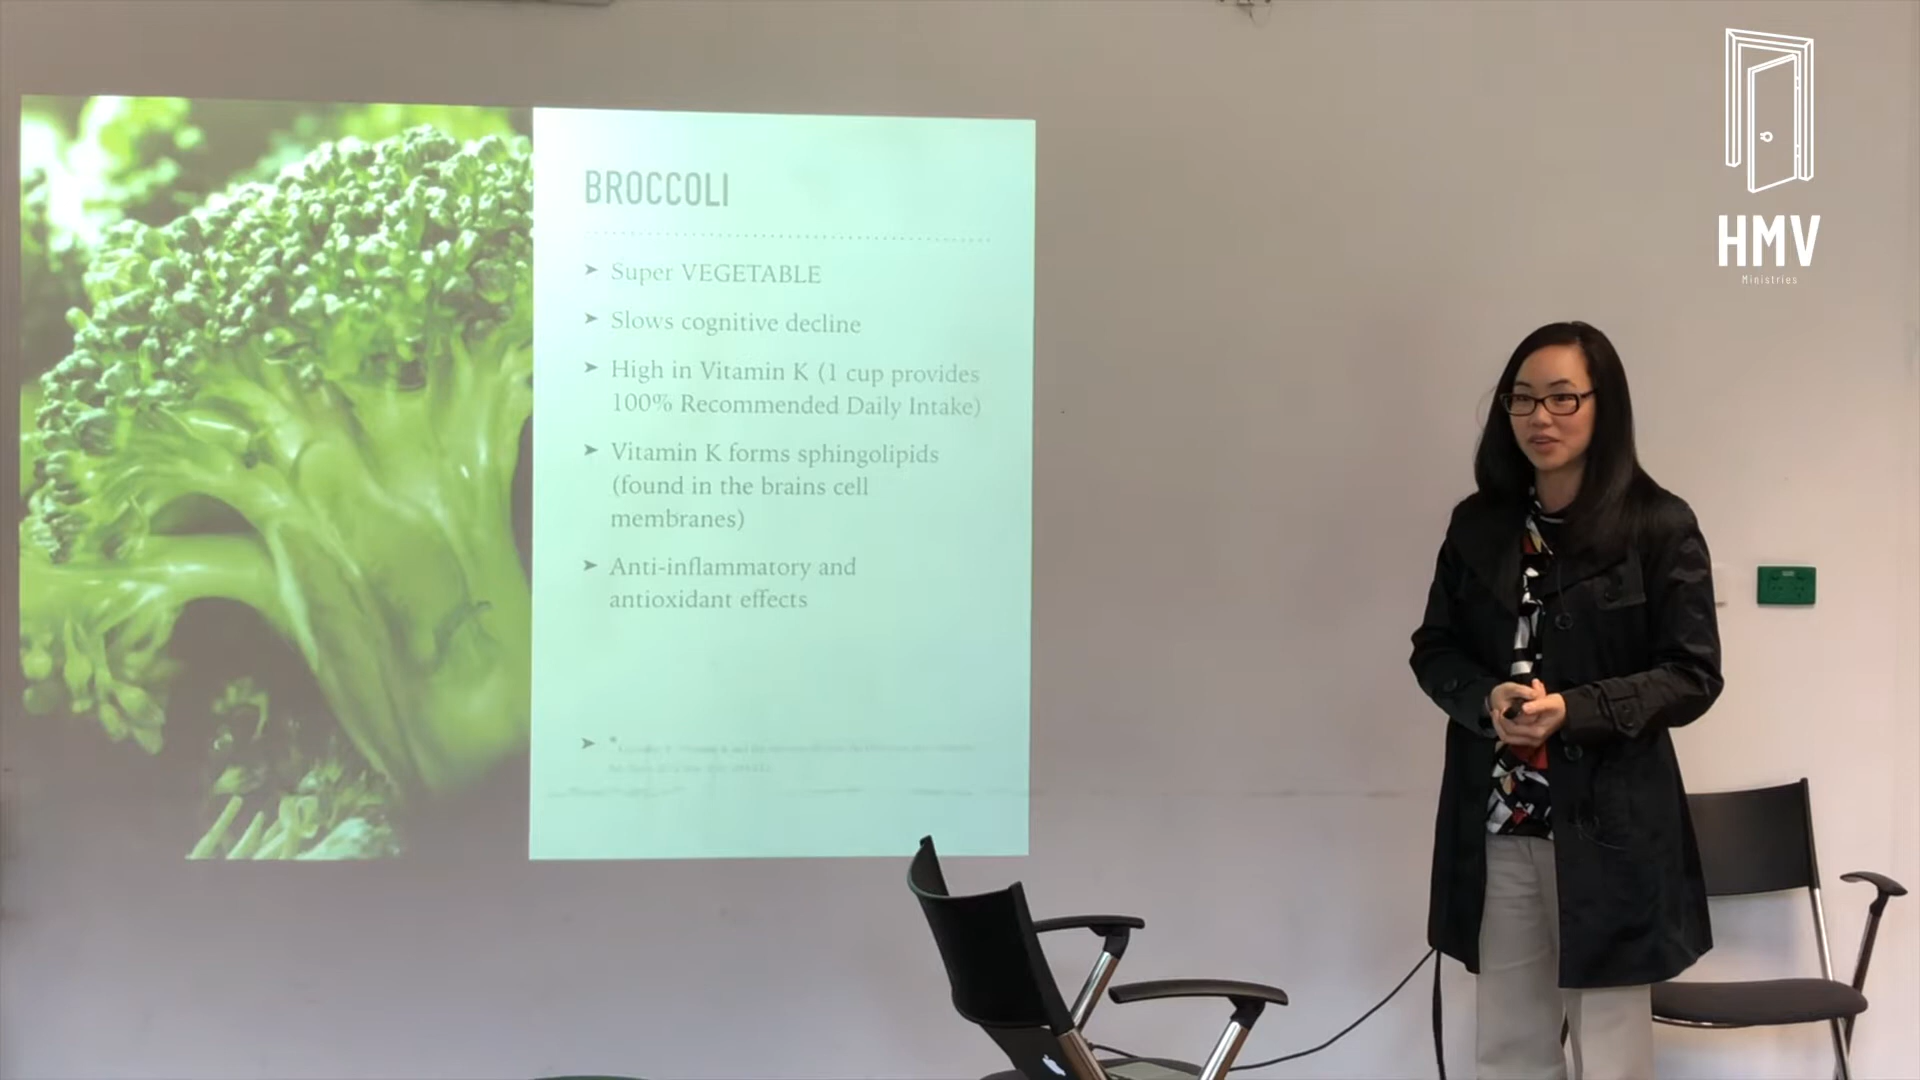 BROCCOLI
➤ Super VEGETABLE
➤ Slows cognitive decline
➤ High in Vitamin K (1 cup provides
100% Recommended Daily Intake)
➤ Vitamin K forms sphingolipids
(found in the brains cell
membranes)
➤ Anti-inflammatory and
antioxidant effects
HMV
Ministries